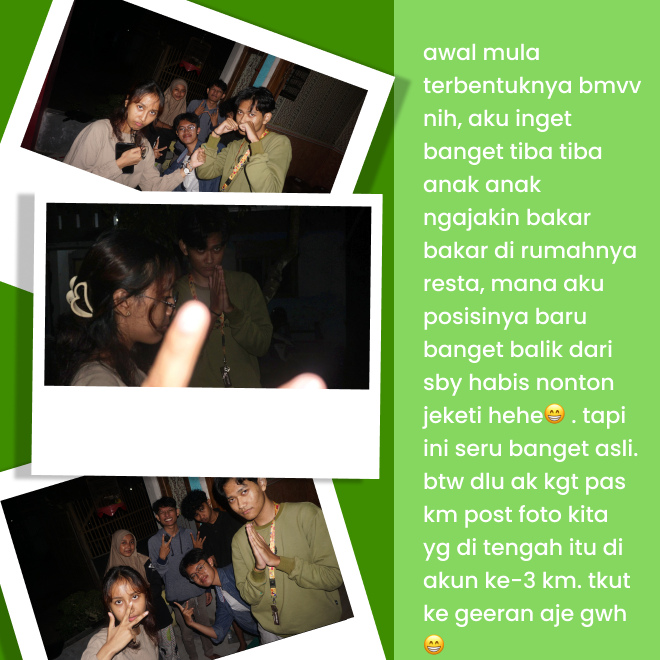 awal mula
terbentuknya bmvv
nih, aku inget
banget tiba tiba
anak anak
ngajakin bakar
bakar di rumahnya
resta, mana aku
posisinya baru
banget balik dari
sby habis nonton
jeketi hehe😁 . tapi
ini seru banget asli.
btw dlu ak kgt pas
km post foto kita
yg di tengah itu di
akun ke-3 km. tkut
ke geeran aje gwh
😁